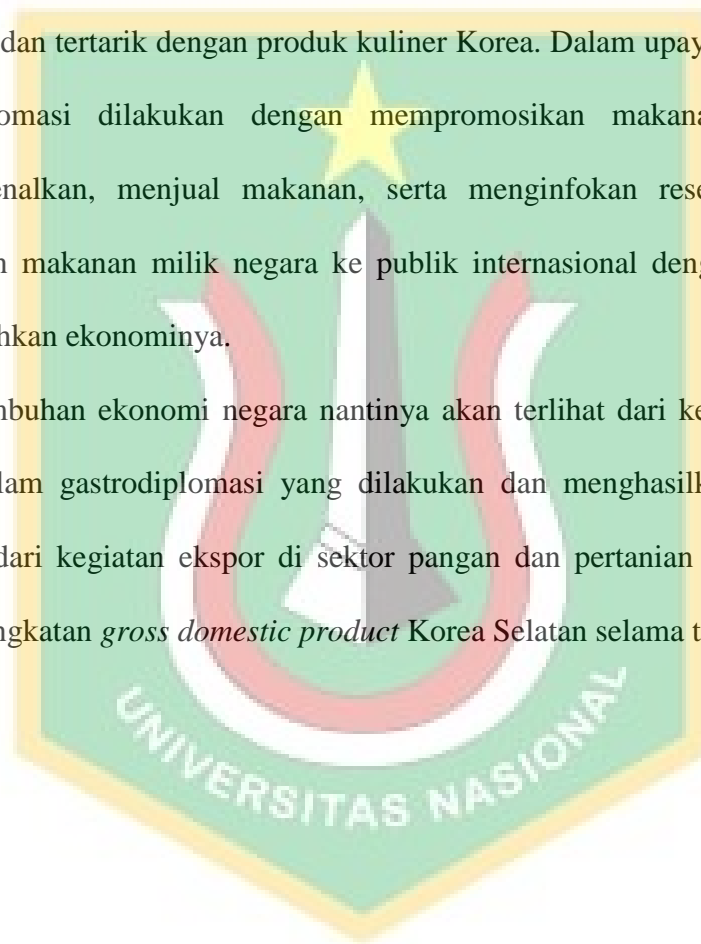 dan tertarik dengan produk kuliner Korea. Dalam upay
omasi dilakukan dengan mempromosikan makana
enalkan, menjual makanan, serta menginfokan rese
n makanan milik negara ke publik internasional deng
hkan ekonominya.
mbuhan ekonomi negara nantinya akan terlihat dari ke
lam gastrodiplomasi yang dilakukan dan menghasilk
dari kegiatan ekspor di sektor pangan dan pertanian
ngkatan gross domestic product Korea Selatan selama t
UNIVERSITAS NASIONAL